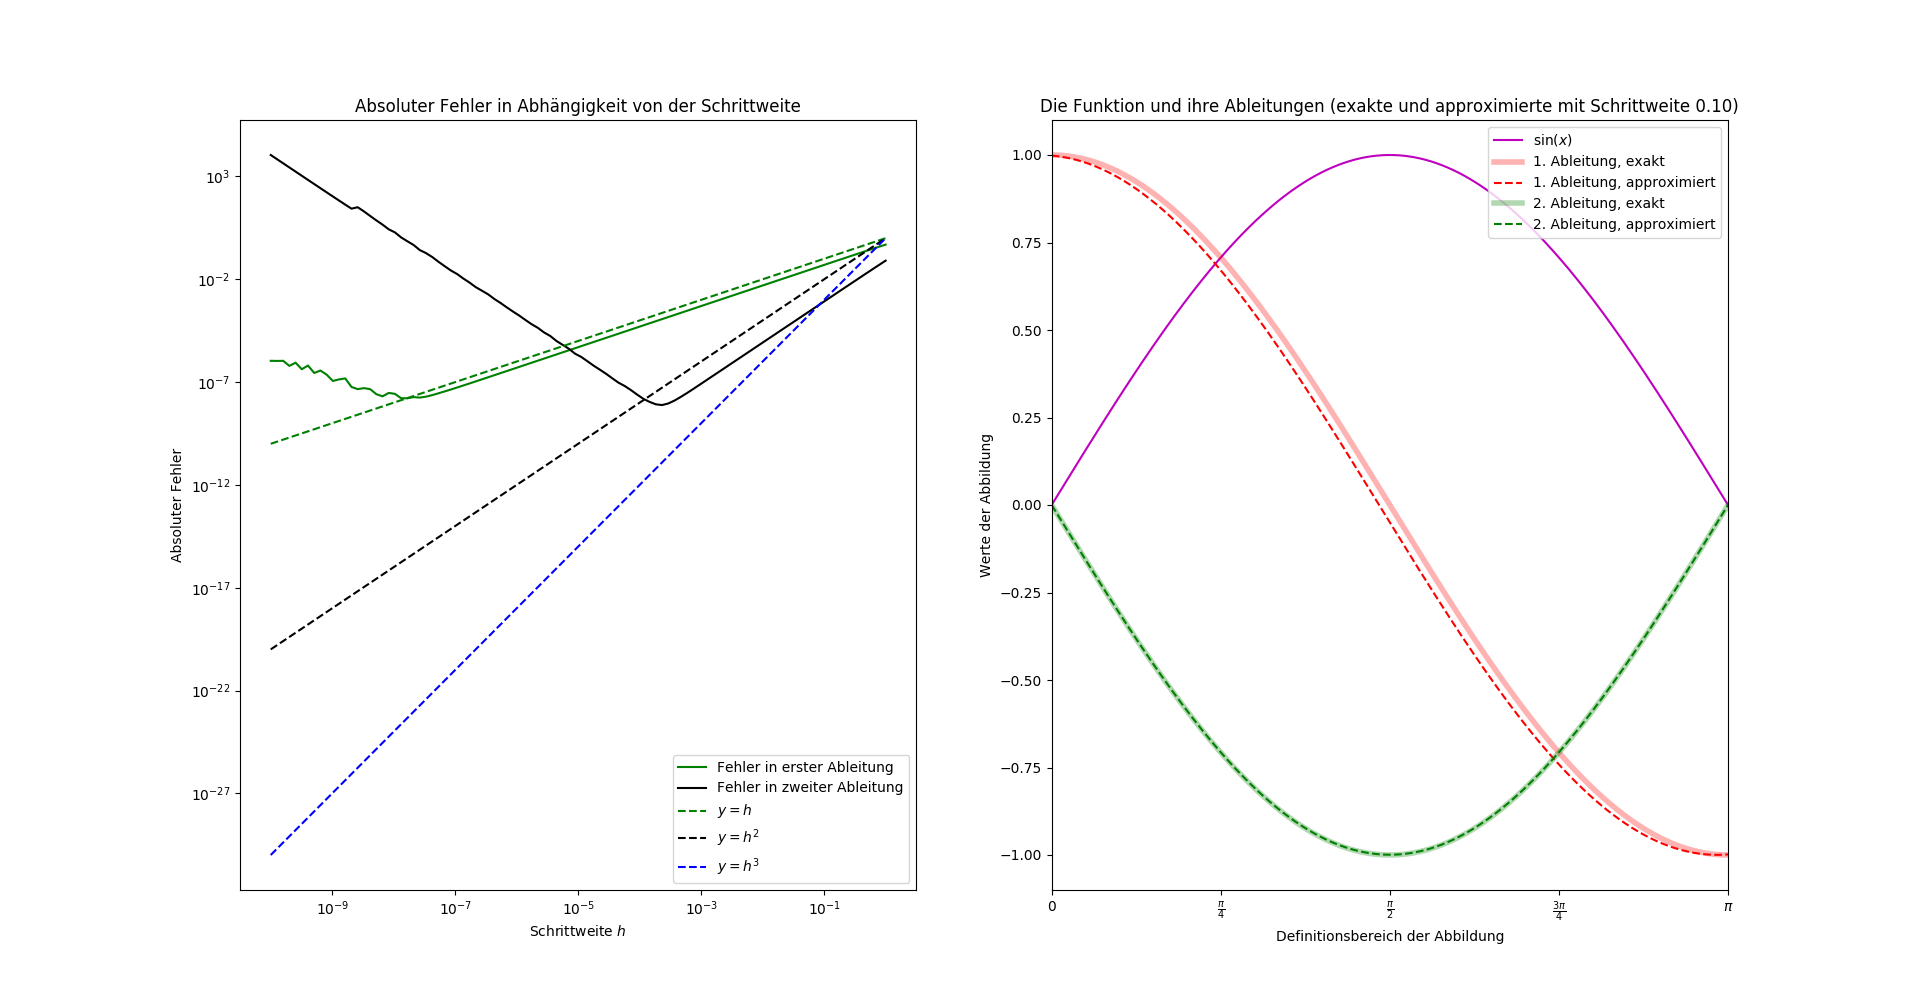 Absoluter Fehler in Abhängigkeit von der Schrittweite
10³
10⁻²
10⁻⁷
10⁻¹²
10⁻¹⁷
10⁻²²
10⁻²⁷
Absoluter Fehler
Fehler in erster Ableitung
Fehler in zweiter Ableitung
y = h
y = h²
y = h³
10⁻⁹ 10⁻⁷ 10⁻⁵ 10⁻³ 10⁻¹
Schrittweite h
Die Funktion und ihre Ableitungen (exakte und approximierte mit Schrittweite 0.10)
sin(x)
1. Ableitung, exakt
1. Ableitung, approximiert
2. Ableitung, exakt
2. Ableitung, approximiert
1.00
0.75
0.50
0.25
0.00
−0.25
−0.50
−0.75
−1.00
Werte der Abbildung
0 π/4 π/2 3π/4 π
Definitionsbereich der Abbildung